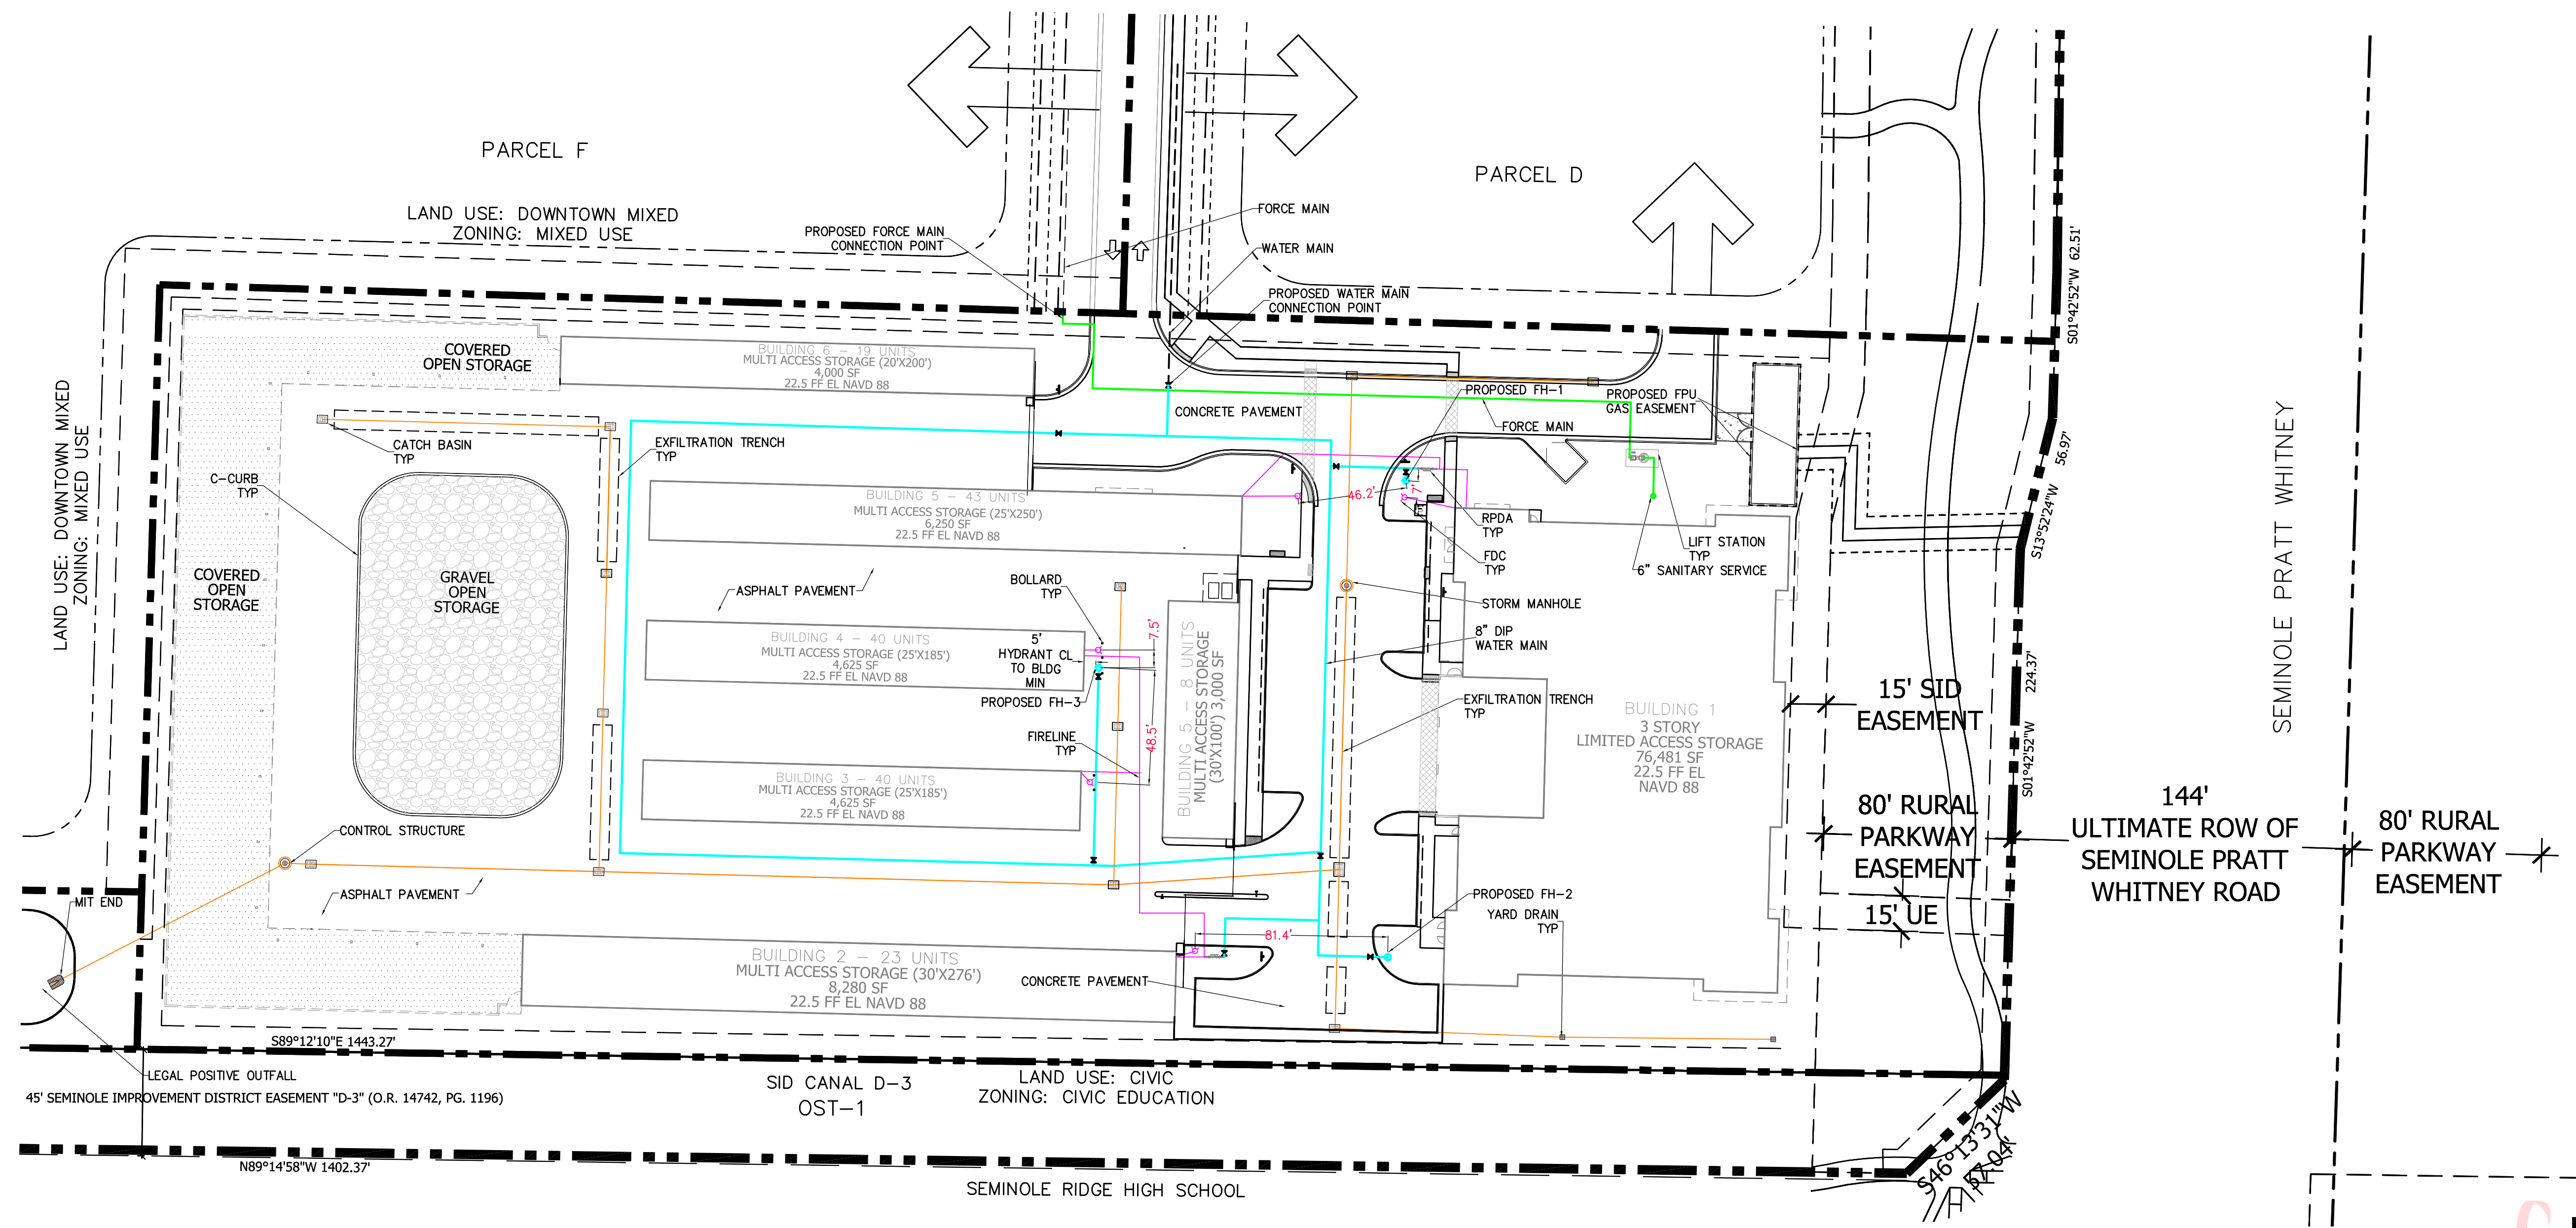 PARCEL F
PARCEL D
LAND USE: DOWNTOWN MIXED
ZONING: MIXED USE
PROPOSED FORCE MAIN
CONNECTION POINT
FORCE MAIN
WATER MAIN
PROPOSED WATER MAIN
CONNECTION POINT
S01°42'52"W 62.51'
COVERED
OPEN STORAGE
BUILDING 6 - 19 UNITS
MULTI ACCESS STORAGE (20'X200')
4,000 SF
22.5 FF EL NAVD 88
CONCRETE PAVEMENT
PROPOSED FH-1
PROPOSED FPU
GAS EASEMENT
FORCE MAIN
LAND USE: DOWNTOWN MIXED
ZONING: MIXED USE
CATCH BASIN
TYP
EXFILTRATION TRENCH
TYP
C-CURB
TYP
56.97'
S13°52'24"W
BUILDING 5 - 43 UNITS
MULTI ACCESS STORAGE (25'X250')
6,250 SF
22.5 FF EL NAVD 88
46.2'
7'
RPDA
TYP
FDC
TYP
LIFT STATION
TYP
6" SANITARY SERVICE
SEMINOLE PRATT WHITNEY
COVERED
OPEN
STORAGE
GRAVEL
OPEN
STORAGE
ASPHALT PAVEMENT
BOLLARD
TYP
STORM MANHOLE
8" DIP
WATER MAIN
BUILDING 4 - 40 UNITS
MULTI ACCESS STORAGE (25'X185')
4,625 SF
22.5 FF EL NAVD 88
5'
HYDRANT CL
TO BLDG
MIN
7.5'
PROPOSED FH-3
BUILDING 5 - 8 UNITS
MULTI ACCESS STORAGE
(30'X100') 3,000 SF
EXFILTRATION TRENCH
TYP
BUILDING 1
3 STORY
LIMITED ACCESS STORAGE
76,481 SF
22.5 FF EL
NAVD 88
15' SID
EASEMENT
224.37'
S01°42'52"W
FIRELINE
TYP
48.5'
BUILDING 3 - 40 UNITS
MULTI ACCESS STORAGE (25'X185')
4,625 SF
22.5 FF EL NAVD 88
80' RURAL
PARKWAY
EASEMENT
144'
ULTIMATE ROW OF
SEMINOLE PRATT
WHITNEY ROAD
80' RURAL
PARKWAY
EASEMENT
CONTROL STRUCTURE
ASPHALT PAVEMENT
MIT END
PROPOSED FH-2
YARD DRAIN
TYP
15' UE
81.4'
BUILDING 2 - 23 UNITS
MULTI ACCESS STORAGE (30'X276')
8,280 SF
22.5 FF EL NAVD 88
CONCRETE PAVEMENT
S89°12'10"E 1443.27'
LEGAL POSITIVE OUTFALL
45' SEMINOLE IMPROVEMENT DISTRICT EASEMENT "D-3" (O.R. 14742, PG. 1196)
SID CANAL D-3
OST-1
LAND USE: CIVIC
ZONING: CIVIC EDUCATION
S46°13'31"W
57.04'
N89°14'58"W 1402.37'
SEMINOLE RIDGE HIGH SCHOOL